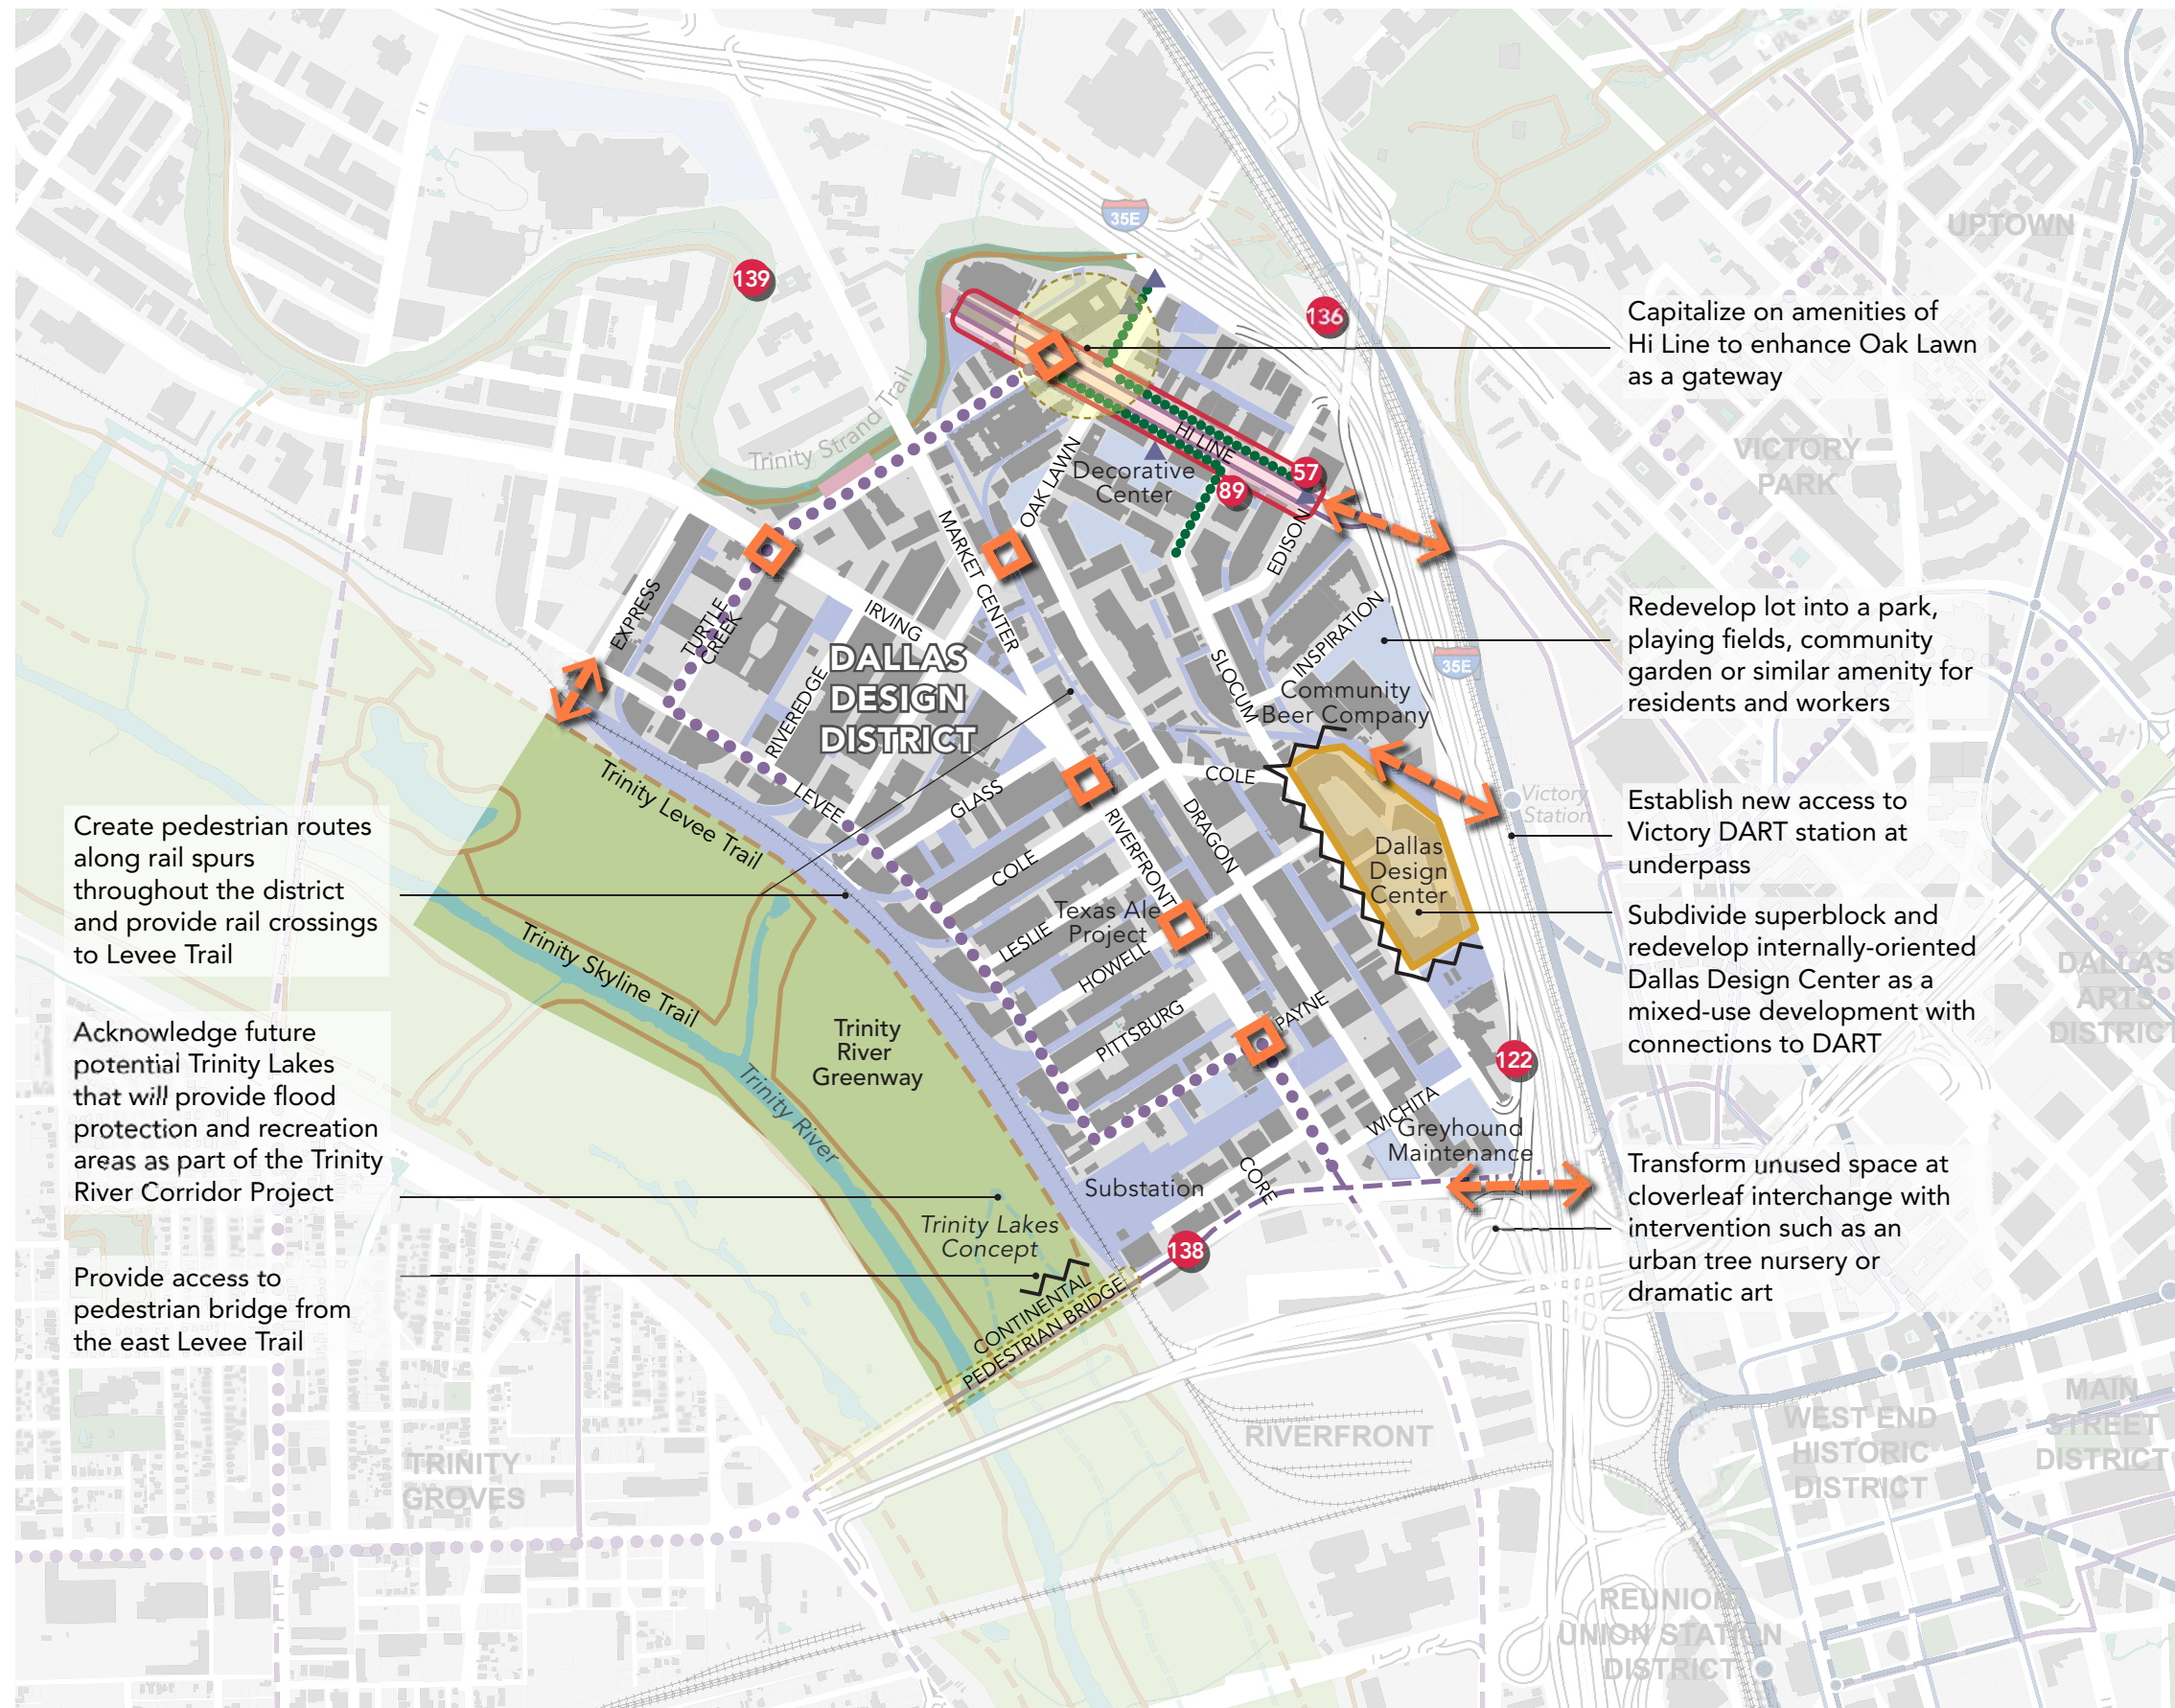 35E
UPTOWN
139
136
Capitalize on amenities of
Hi Line to enhance Oak Lawn
as a gateway
Trinity Strand Trail
HI LINE
OAK LAWN
Decorative
Center
57
89
VICTORY
PARK
MARKET CENTER
EDISON
EXPRESS
TURTLE
CREEK
IRVING
INSPIRATION
Redevelop lot into a park,
playing fields, community
garden or similar amenity for
residents and workers
DALLAS
DESIGN
DISTRICT
RIVEREDGE
SLOCUM
35E
Community
Beer Company
Trinity Levee Trail
LEVEE
GLASS
COLE
DRAGON
Victory
Station
Establish new access to
Victory DART station at
underpass
Create pedestrian routes
along rail spurs
throughout the district
and provide rail crossings
to Levee Trail
COLE
RIVERFRONT
Dallas
Design
Center
Texas Ale
Project
LESLIE
HOWELL
Subdivide superblock and
redevelop internally-oriented
Dallas Design Center as a
mixed-use development with
connections to DART
Trinity Skyline Trail
DALLAS
ARTS
DISTRICT
Acknowledge future
potential Trinity Lakes
that will provide flood
protection and recreation
areas as part of the Trinity
River Corridor Project
Trinity
River
Greenway
PITTSBURG
PAYNE
122
Trinity River
WICHITA
Greyhound
Maintenance
Substation
CORE
Transform unused space at
cloverleaf interchange with
intervention such as an
urban tree nursery or
dramatic art
Trinity Lakes
Concept
138
Provide access to
pedestrian bridge from
the east Levee Trail
CONTINENTAL
PEDESTRIAN BRIDGE
RIVERFRONT
TRINITY
GROVES
WEST END
HISTORIC
DISTRICT
MAIN
STREET
DISTRICT
REUNION
UNION STATION
DISTRICT